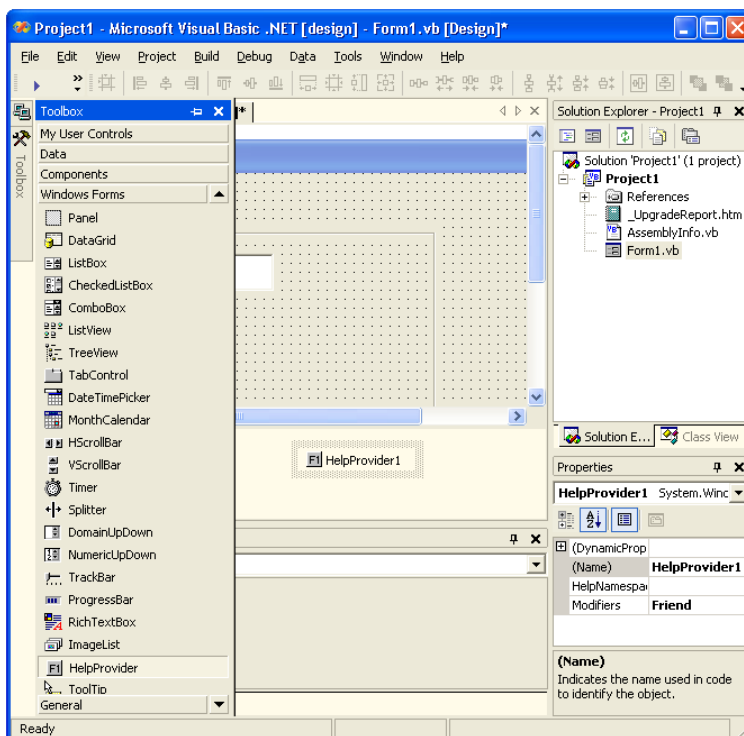 Project1 - Microsoft Visual Basic .NET [design] - Form1.vb [Design]*
File Edit View Project Build Debug Data Tools Window Help
Toolbox
Toolbox
My User Controls
Data
Components
Windows Forms
Panel
DataGrid
ListBox
CheckedListBox
ComboBox
ListView
TreeView
TabControl
DateTimePicker
MonthCalendar
HScrollBar
VScrollBar
Timer
Splitter
DomainUpDown
NumericUpDown
TrackBar
ProgressBar
RichTextBox
ImageList
F1 HelpProvider
ToolTip
General
F1 HelpProvider1
Solution Explorer - Project1
Solution 'Project1' (1 project)
Project1
References
_UpgradeReport.htm
AssemblyInfo.vb
Form1.vb
Solution E... Class View
Properties
HelpProvider1 System.Winc
(DynamicProp
(Name) HelpProvider1
HelpNamespa
Modifiers Friend
(Name)
Indicates the name used in code
to identify the object.
Ready